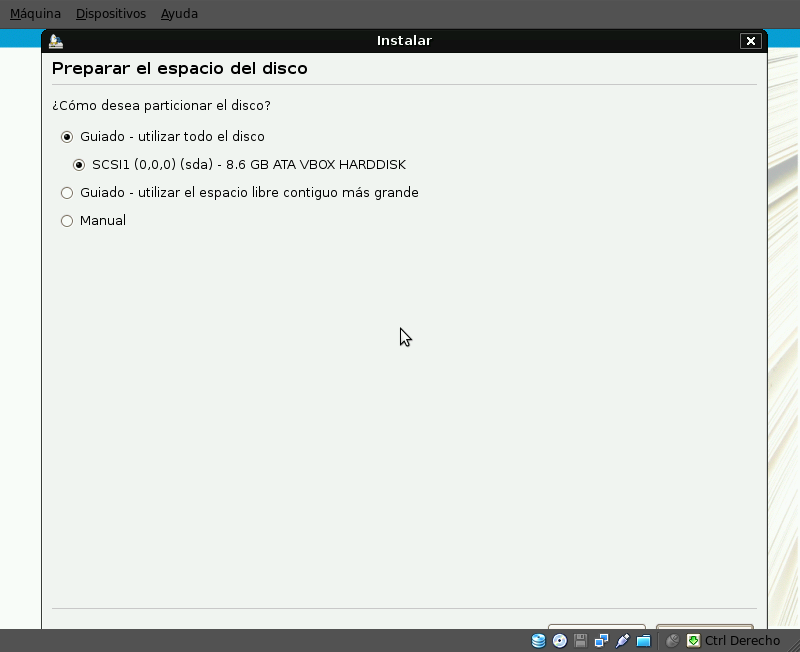 Máquina Dispositivos Ayuda
Instalar
Preparar el espacio del disco
¿Cómo desea particionar el disco?
Guiado - utilizar todo el disco
SCSI1 (0,0,0) (sda) - 8.6 GB ATA VBOX HARDDISK
Guiado - utilizar el espacio libre contiguo más grande
Manual
Ctrl Derecho